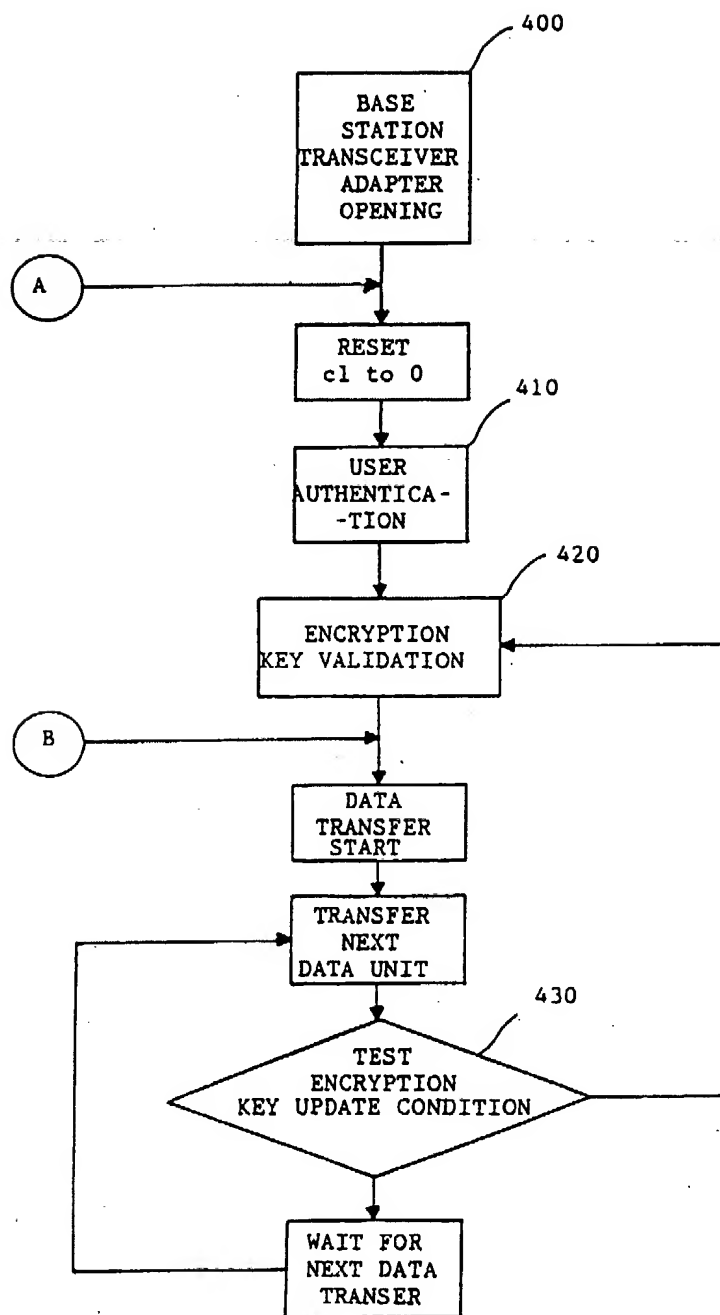 400
BASE
STATION
TRANSCEIVER
ADAPTER
OPENING
A
RESET
cl to 0
410
USER
AUTHENTICA-
-TION
420
ENCRYPTION
KEY VALIDATION
B
DATA
TRANSFER
START
TRANSFER
NEXT
DATA UNIT
430
TEST
ENCRYPTION
KEY UPDATE CONDITION
WAIT FOR
NEXT DATA
TRANSER